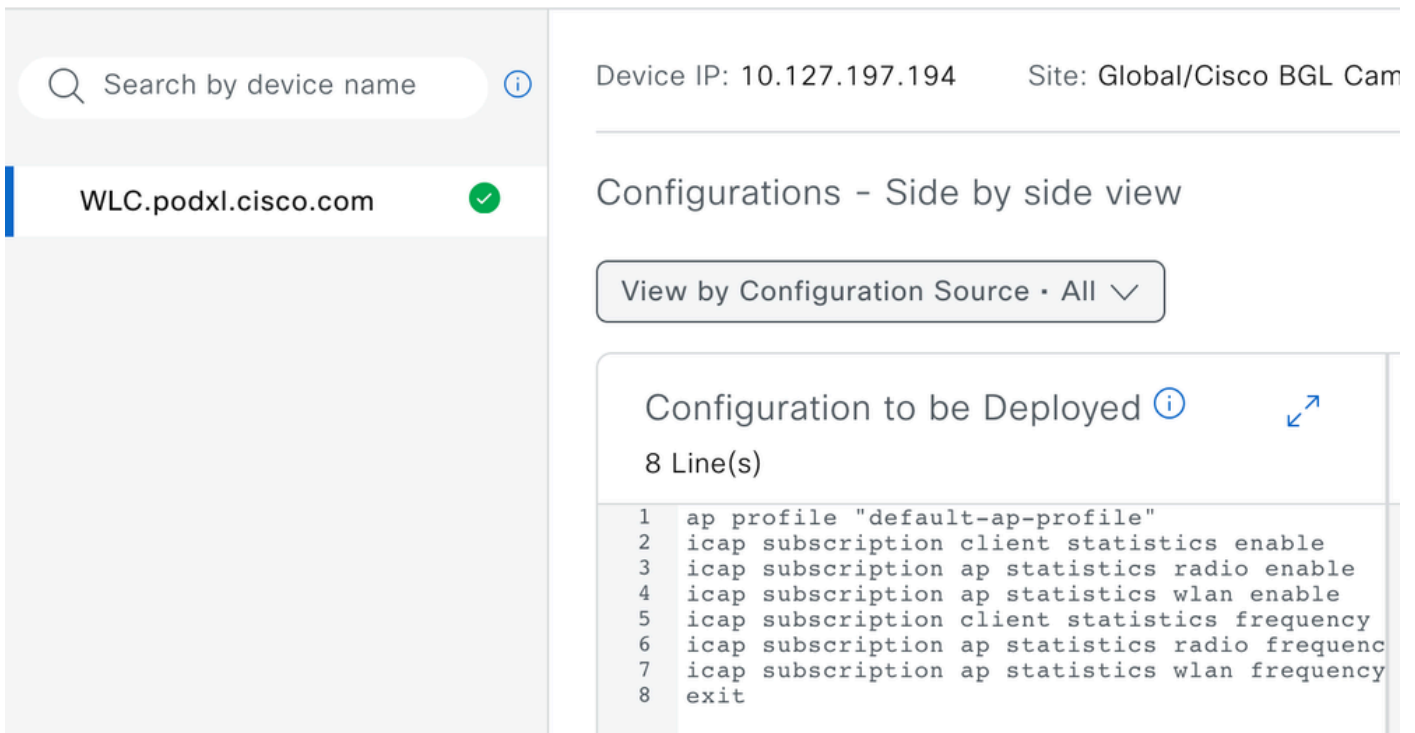 Search by device name
WLC.podxl.cisco.com
Device IP: 10.127.197.194 Site: Global/Cisco BGL Cam
Configurations - Side by side view
View by Configuration Source · All
Configuration to be Deployed
8 Line(s)
1 ap profile "default-ap-profile"
2 icap subscription client statistics enable
3 icap subscription ap statistics radio enable
4 icap subscription ap statistics wlan enable
5 icap subscription client statistics frequency
6 icap subscription ap statistics radio frequenc
7 icap subscription ap statistics wlan frequency
8 exit